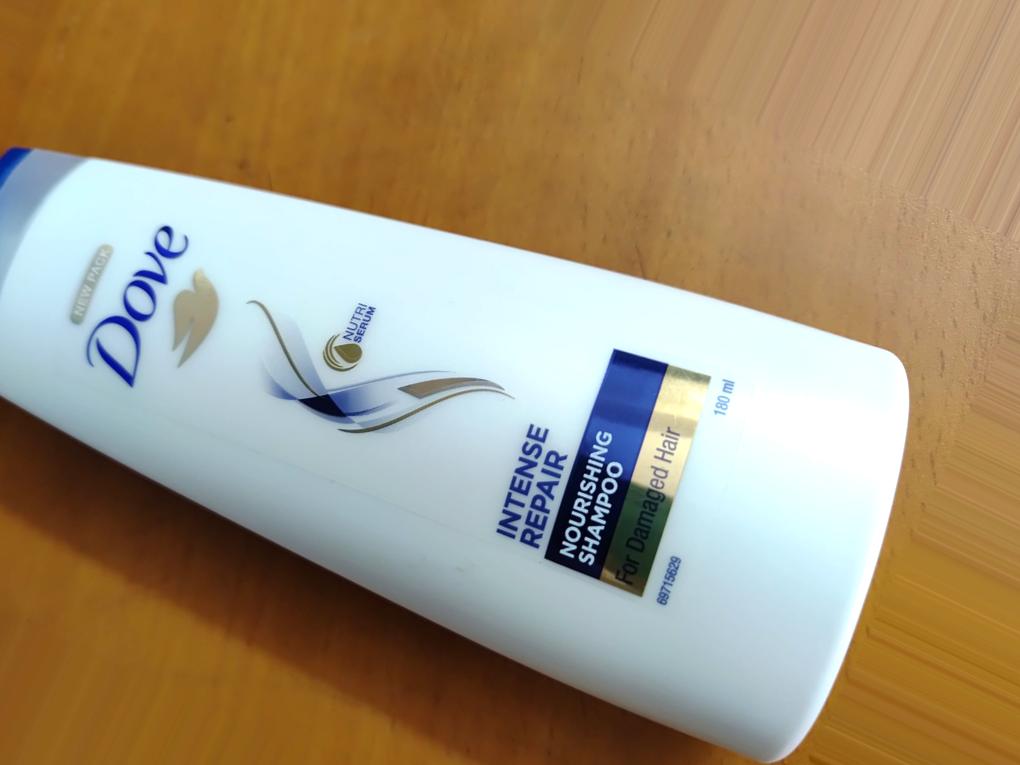 NEW PACK
Dove
NUTRI
SERUM
INTENSE
REPAIR
NOURISHING
SHAMPOO
For Damaged Hair
69715629
180 ml